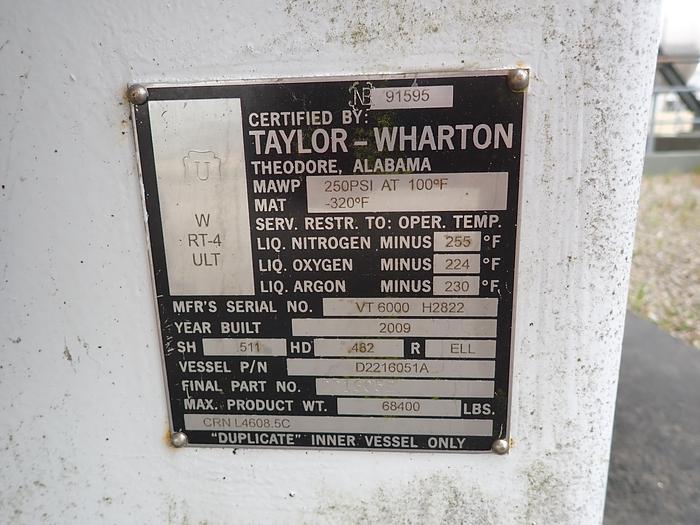 NB 91595
CERTIFIED BY:
TAYLOR-WHARTON
THEODORE, ALABAMA
MAWP 250PSI AT 100ºF
MAT -320ºF
U
W
RT-4
ULT
SERV. RESTR. TO: OPER. TEMP.
LIQ. NITROGEN MINUS 255 °F
LIQ. OXYGEN MINUS 224 °F
LIQ. ARGON MINUS 230 °F
MFR'S SERIAL NO. VT 6000 H2822
YEAR BUILT 2009
SH .511 HD .482 R ELL
VESSEL P/N D2216051A
FINAL PART NO.
MAX. PRODUCT WT. 68400 LBS.
CRN L4608.5C
"DUPLICATE" INNER VESSEL ONLY